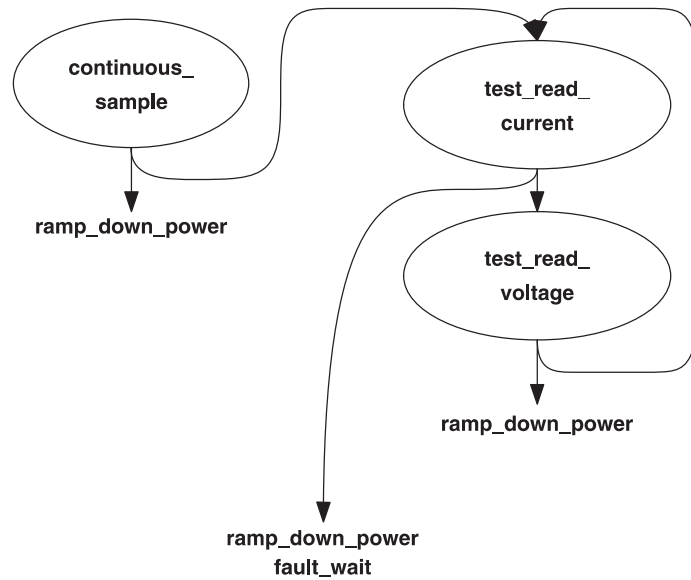 continuous_
sample
ramp_down_power
test_read_
current
test_read_
voltage
ramp_down_power
ramp_down_power
fault_wait